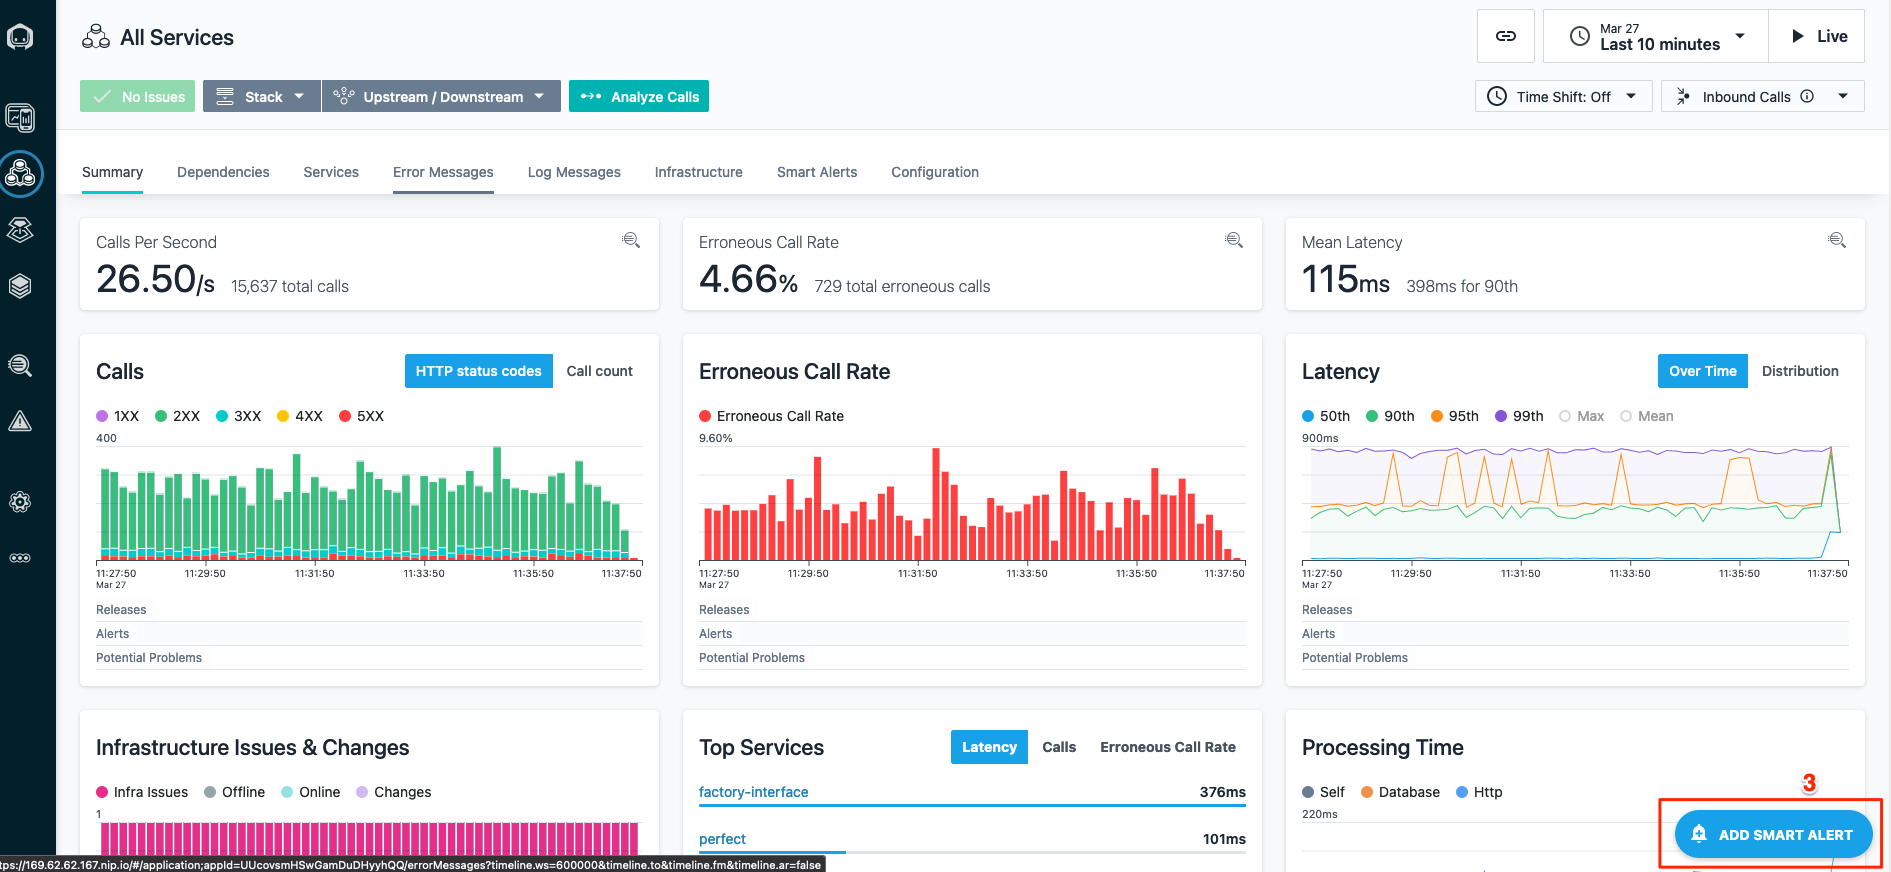 All Services
Mar 27
Last 10 minutes
Live
No Issues
Stack
Upstream / Downstream
Analyze Calls
Time Shift: Off
Inbound Calls
Summary
Dependencies
Services
Error Messages
Log Messages
Infrastructure
Smart Alerts
Configuration
Calls Per Second
26.50/s 15,637 total calls
Erroneous Call Rate
4.66% 729 total erroneous calls
Mean Latency
115ms 398ms for 90th
Calls
HTTP status codes
Call count
1XX 2XX 3XX 4XX 5XX
400
11:27:50 11:29:50 11:31:50 11:33:50 11:35:50 11:37:50
Mar 27
Releases
Alerts
Potential Problems
Erroneous Call Rate
Erroneous Call Rate
9.60%
11:27:50 11:29:50 11:31:50 11:33:50 11:35:50 11:37:50
Mar 27
Releases
Alerts
Potential Problems
Latency
Over Time
Distribution
50th 90th 95th 99th Max Mean
900ms
11:27:50 11:29:50 11:31:50 11:33:50 11:35:50 11:37:50
Mar 27
Releases
Alerts
Potential Problems
Infrastructure Issues & Changes
Infra Issues Offline Online Changes
1
Top Services
Latency
Calls
Erroneous Call Rate
factory-interface 376ms
perfect 101ms
Processing Time
Self Database Http
220ms
3
ADD SMART ALERT
tps://169.62.62.167.nip.io/#/application;appId=UUcovsmHSwGamDuDHyyhQQ/errorMessages?timeline.ws=600000&timeline.to&timeline.fm&timeline.ar=false